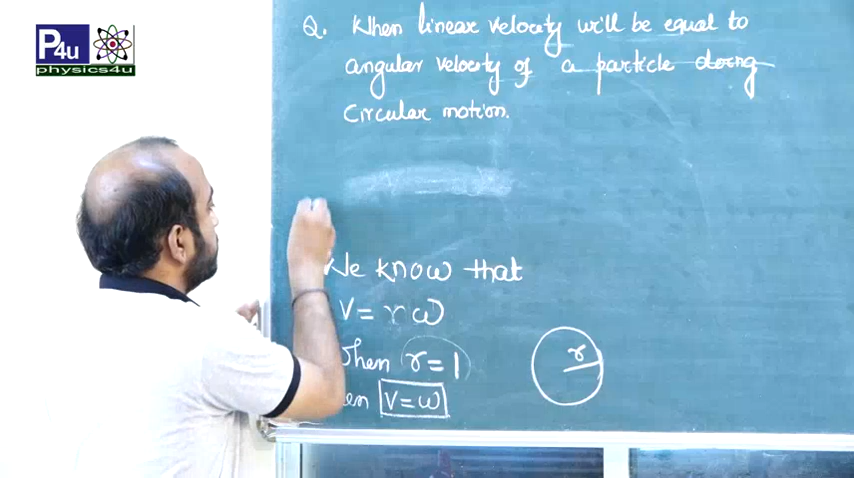 P4u
physics4u
Q. When linear velocity will be equal to
angular velocity of a particle doing
Circular motion.
We know that
V = rω
When r = 1
V = ω
r